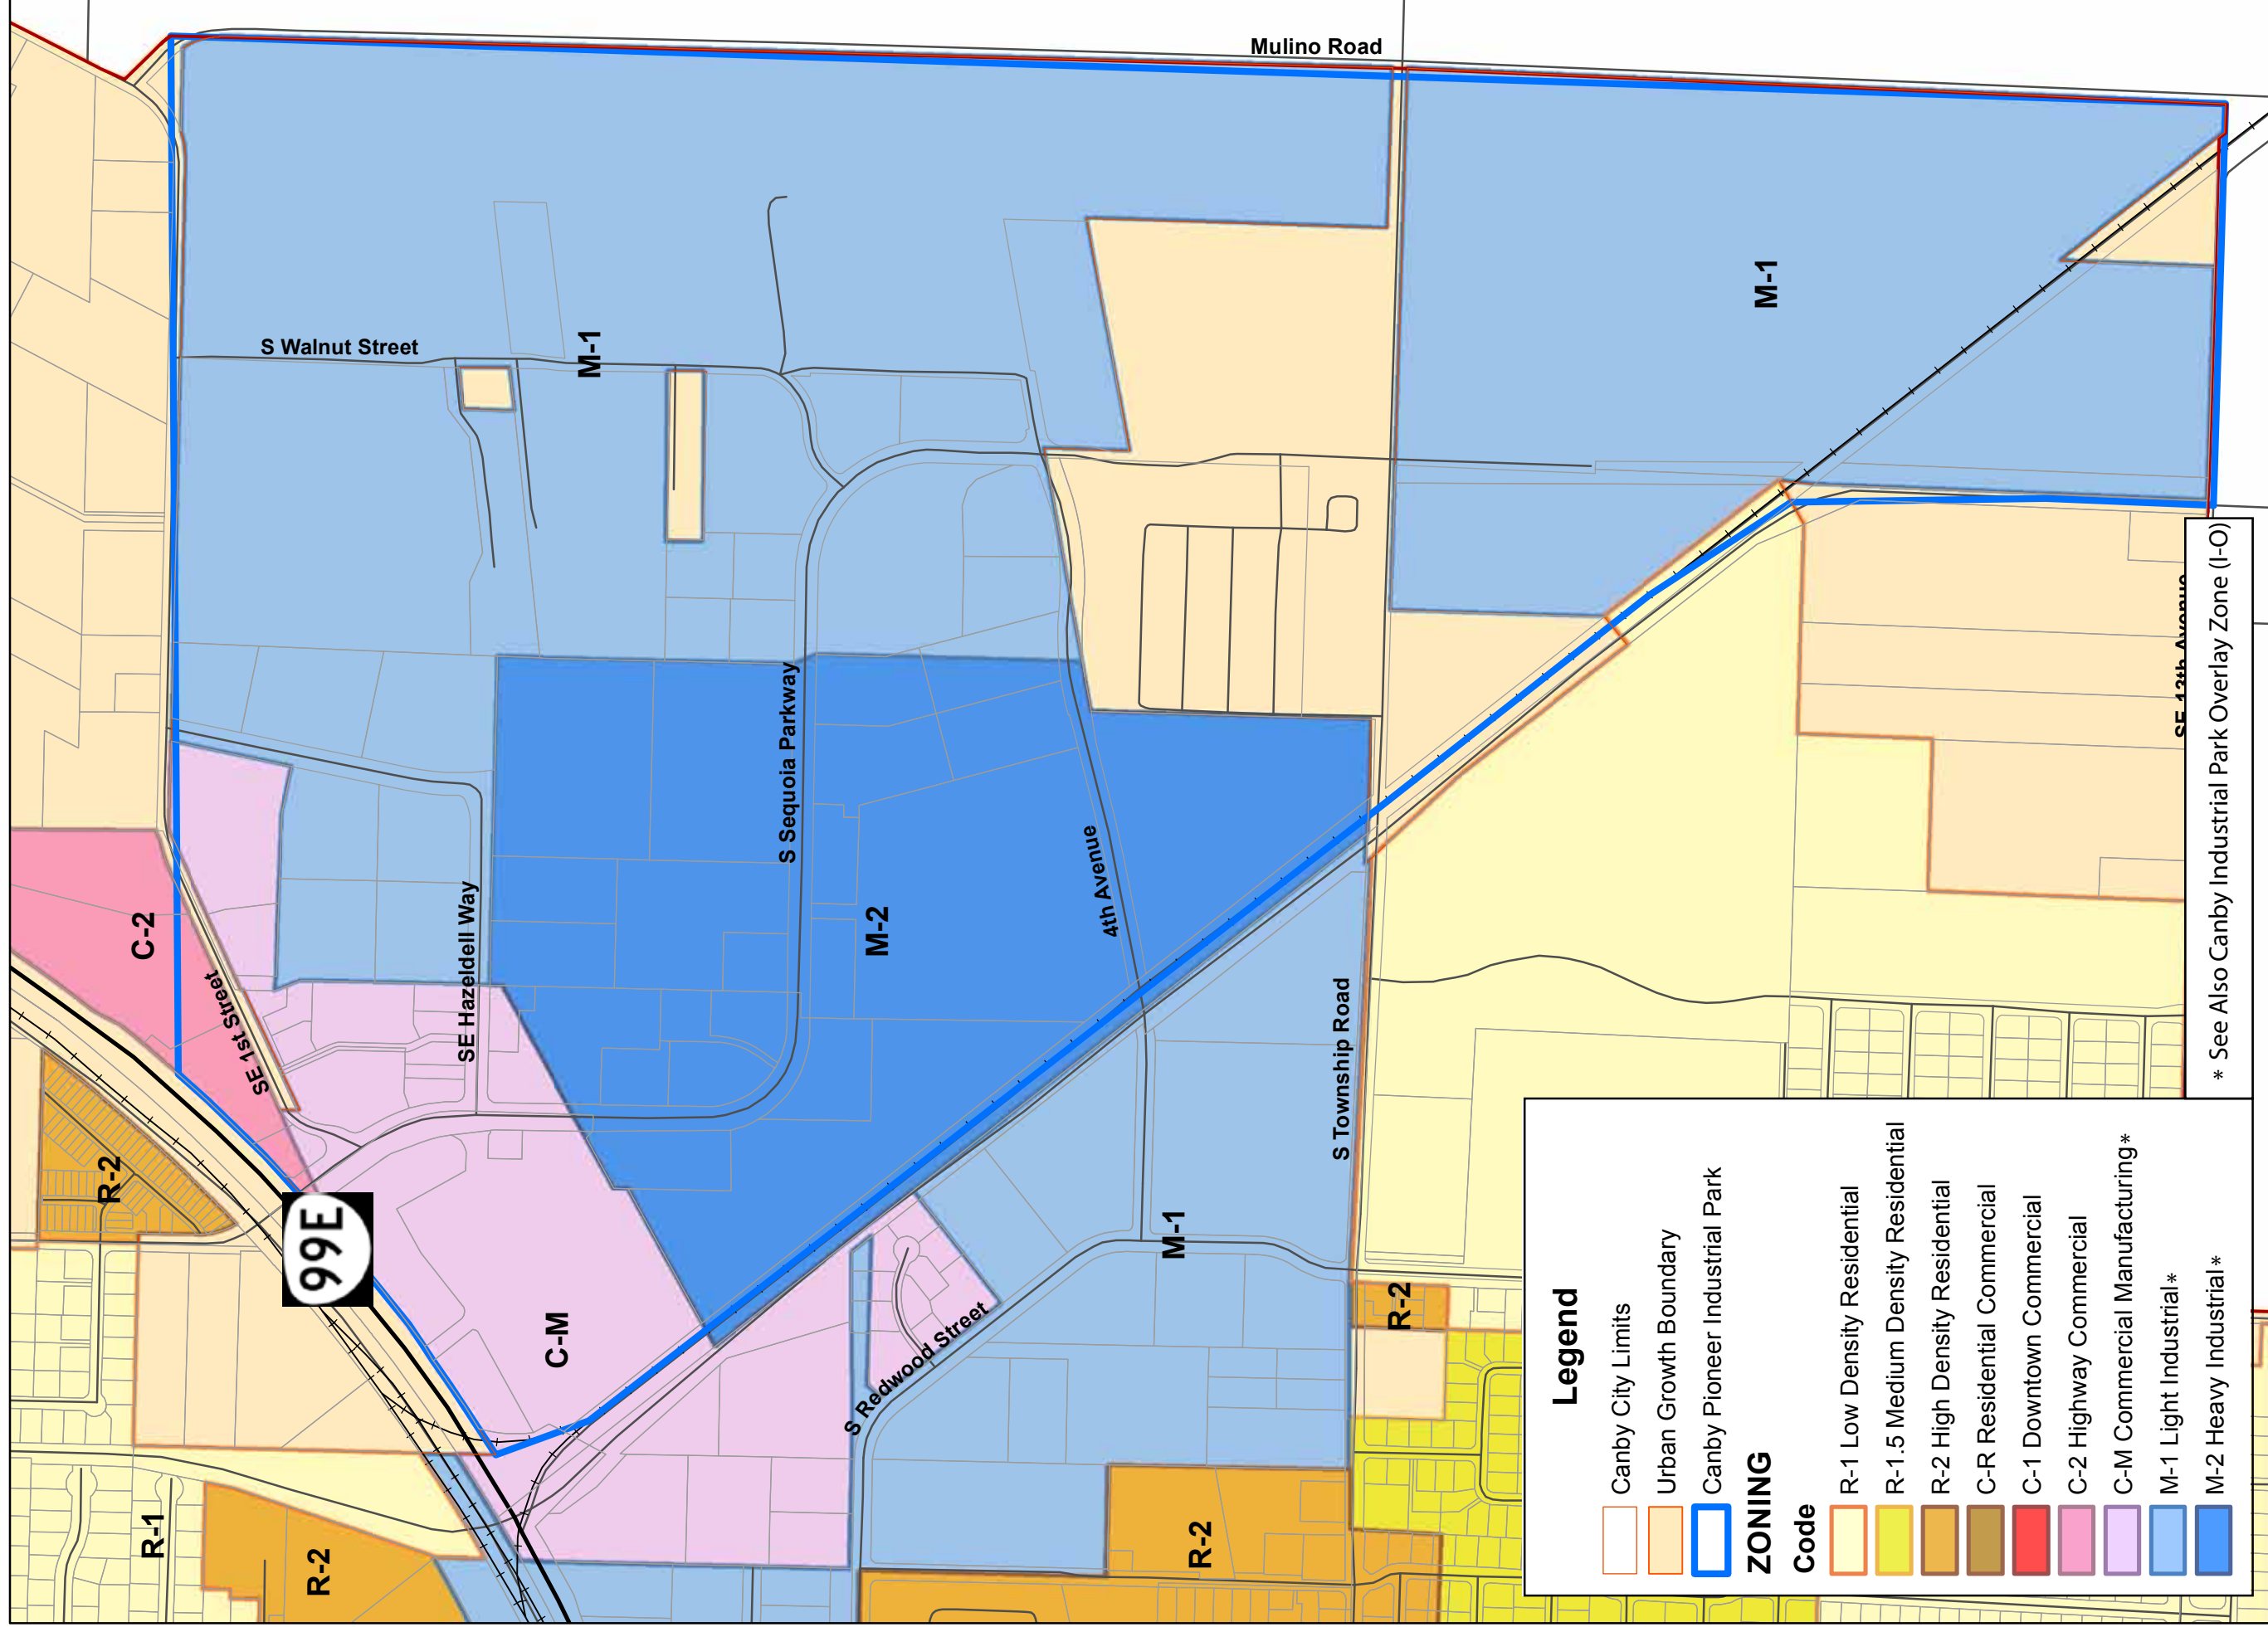 Mulino Road
S Walnut Street
M-1
M-1
S Sequoia Parkway
C-2
SE 1st Street
SE Hazeldell Way
M-2
4th Avenue
S Township Road
R-2
99E
C-M
S Redwood Street
M-1
R-2
R-1
R-2
R-2
SE 13th Avenue
* See Also Canby Industrial Park Overlay Zone (I-O)
Legend
Canby City Limits
Urban Growth Boundary
Canby Pioneer Industrial Park
ZONING
Code
R-1 Low Density Residential
R-1.5 Medium Density Residential
R-2 High Density Residential
C-R Residential Commercial
C-1 Downtown Commercial
C-2 Highway Commercial
C-M Commercial Manufacturing*
M-1 Light Industrial*
M-2 Heavy Industrial*